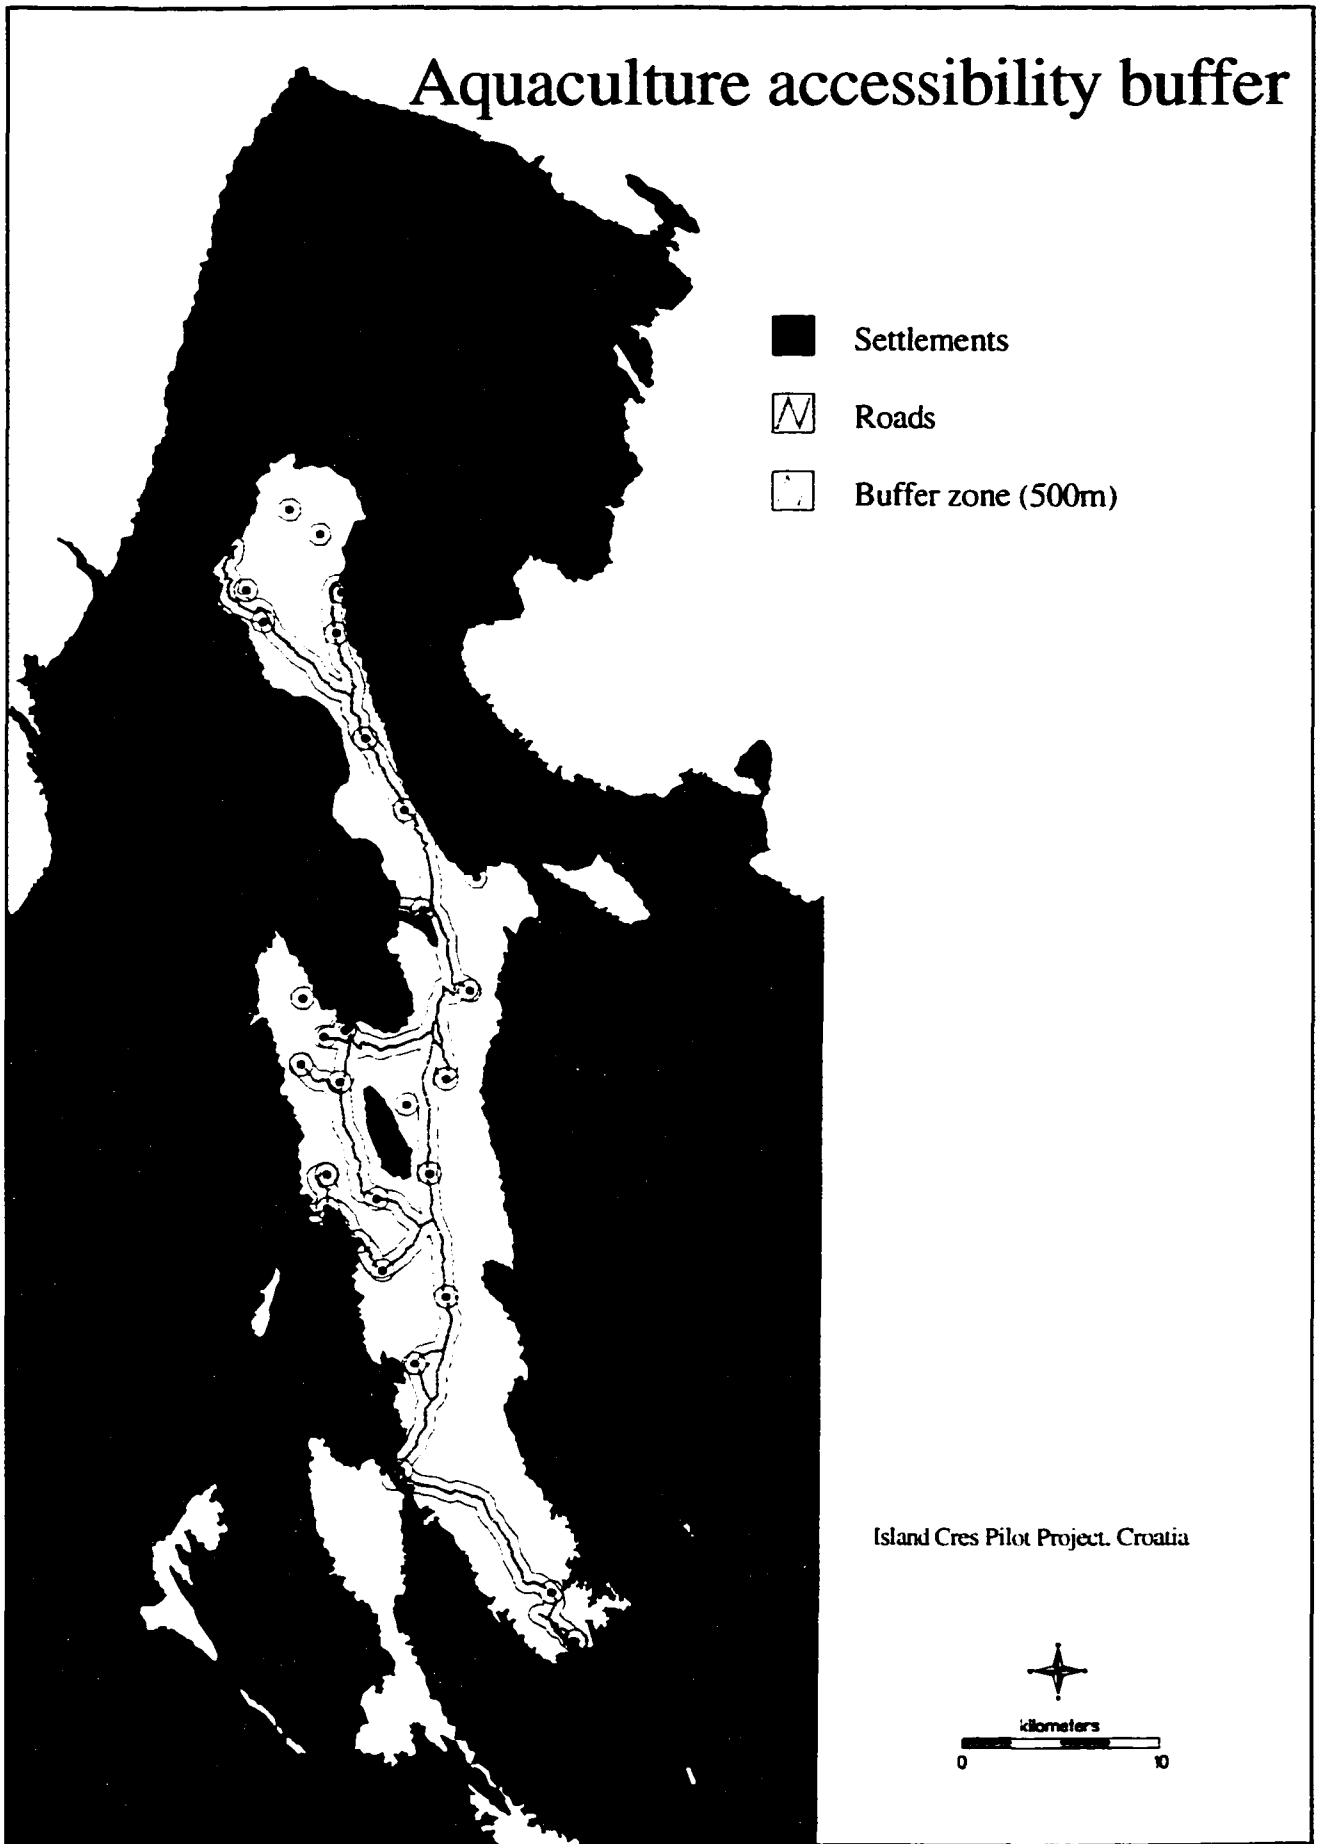 Aquaculture accessibility buffer
Settlements
Roads
Buffer zone (500m)
Island Cres Pilot Project. Croatia
kilometers
0 10